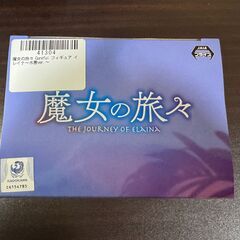 41304
魔女の旅々 Coreful フィギュア イ
レイナ～水着ver.～
魔女の旅々
THE JOURNEY OF ELAINA
KADOKAWA